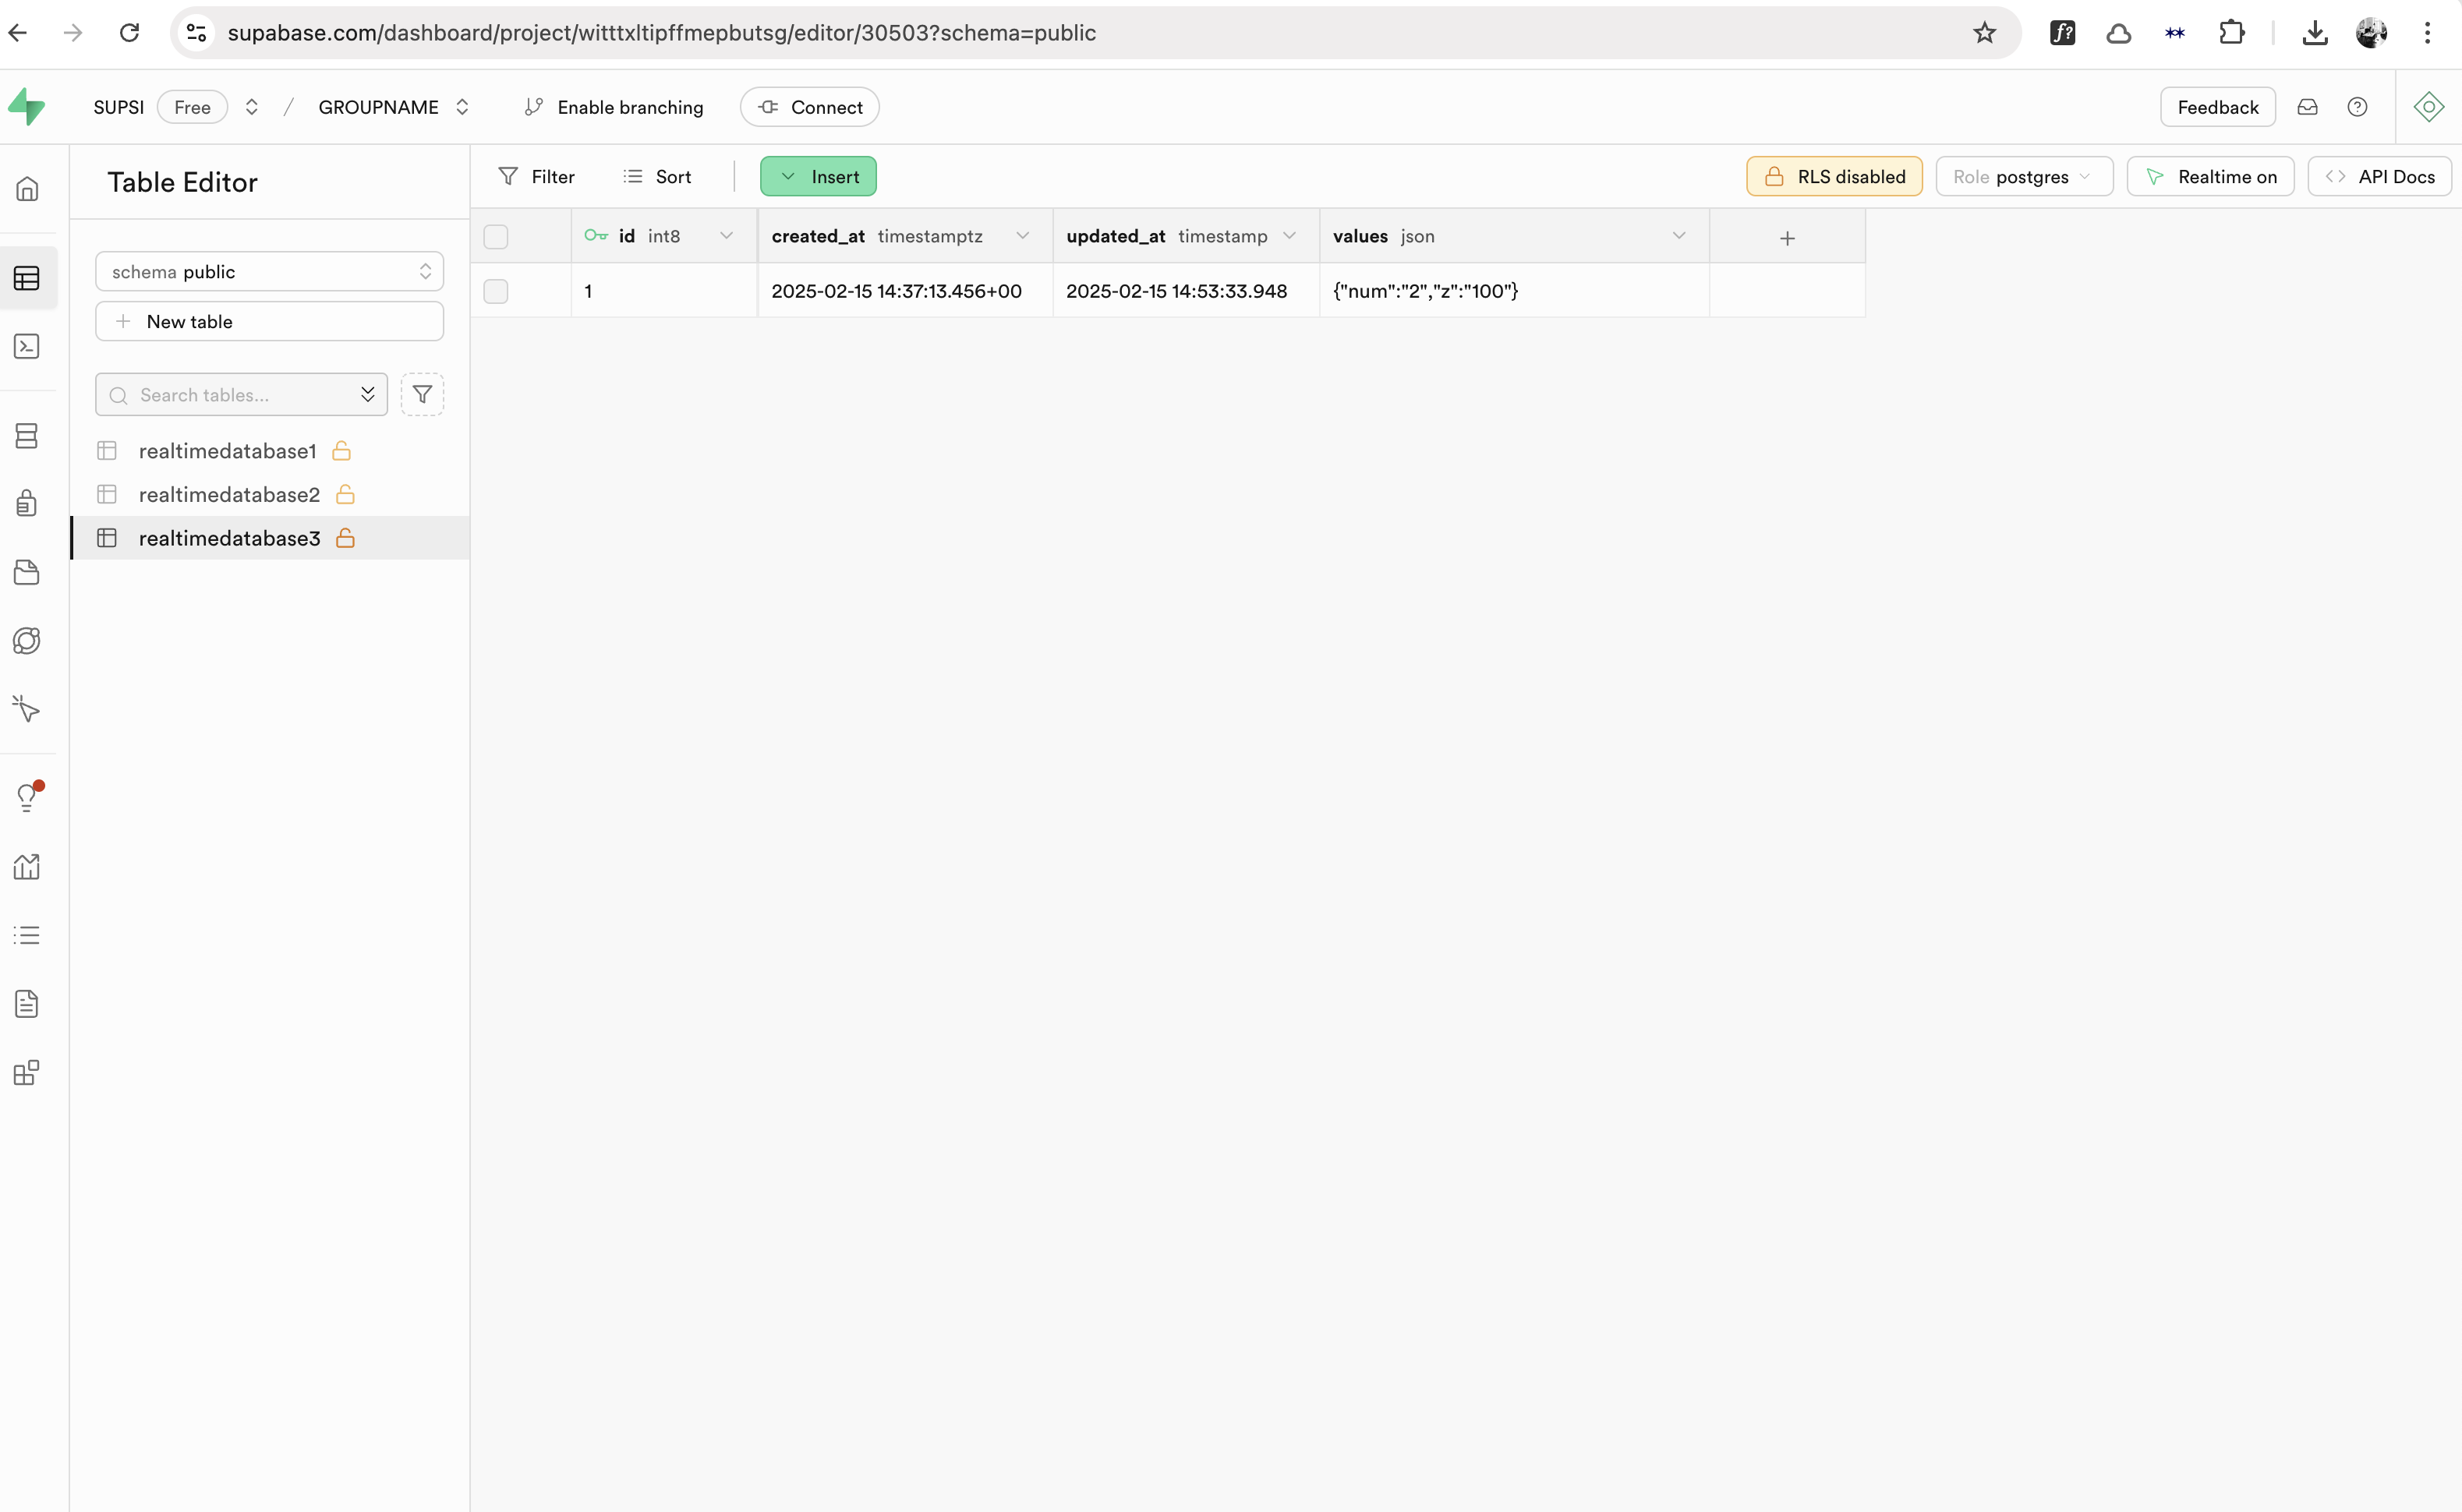 supabase.com/dashboard/project/witttxltipffmepbutsg/editor/30503?schema=public
f?
SUPSI Free / GROUPNAME Enable branching Connect Feedback
Table Editor
Filter Sort Insert RLS disabled Role postgres Realtime on API Docs
schema public
New table
Search tables...
realtimedatabase1
realtimedatabase2
realtimedatabase3
id int8 created_at timestamptz updated_at timestamp values json +
1 2025-02-15 14:37:13.456+00 2025-02-15 14:53:33.948 {"num":"2","z":"100"}